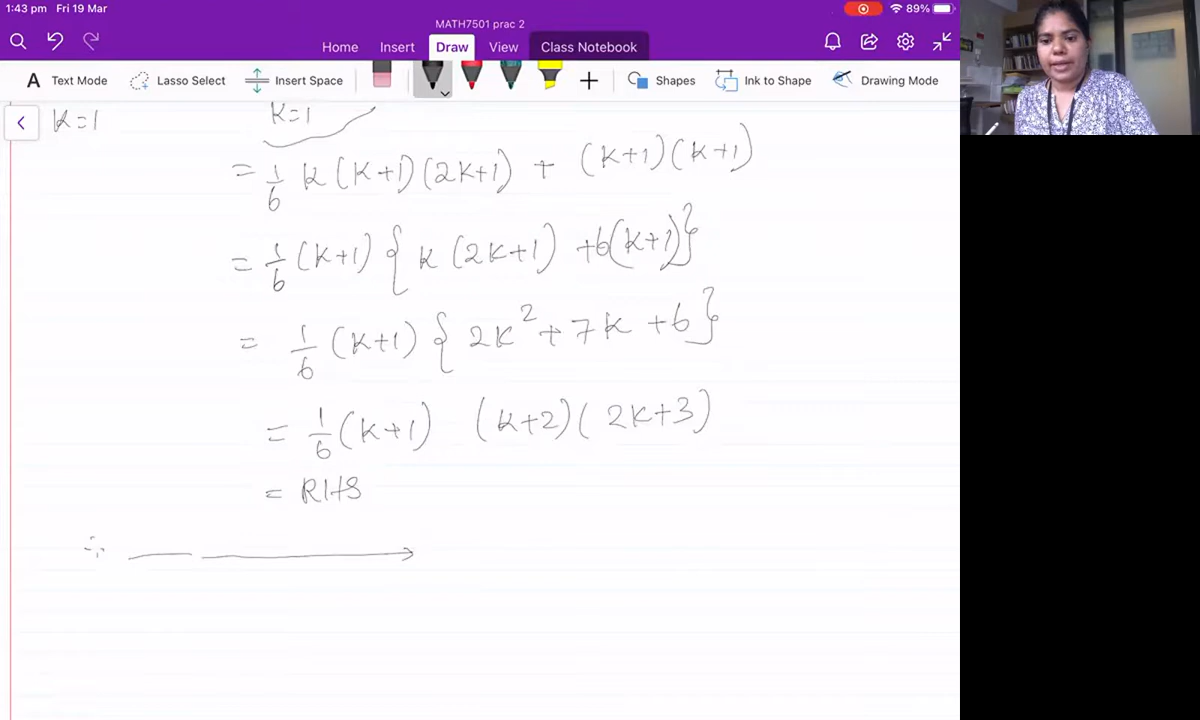 1:43 pm Fri 19 Mar
89%
MATH7501 prac 2
Home Insert Draw View Class Notebook
A Text Mode Lasso Select Insert Space Shapes Ink to Shape Drawing Mode
K=1 K=1
= 1/6 k(k+1)(2k+1) + (k+1)(k+1)
= 1/6 (k+1) { k(2k+1) +6(k+1)}
= 1/6 (k+1) { 2k² + 7k + 6 }
= 1/6 (k+1) (k+2)(2k+3)
= RHS